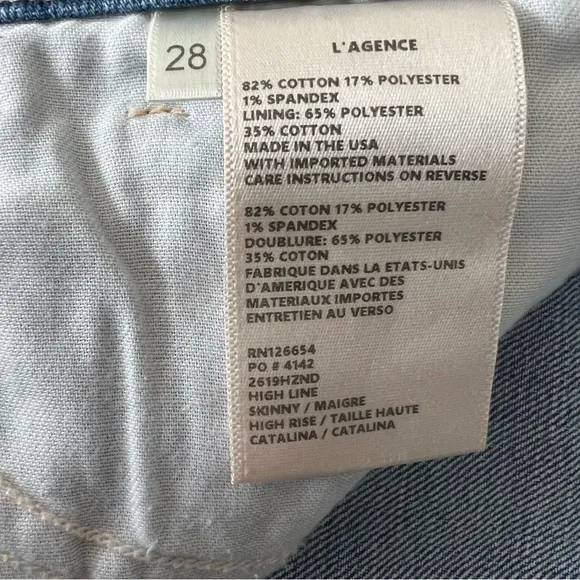 28
L'AGENCE
82% COTTON 17% POLYESTER
1% SPANDEX
LINING: 65% POLYESTER
35% COTTON
MADE IN THE USA
WITH IMPORTED MATERIALS
CARE INSTRUCTIONS ON REVERSE
82% COTON 17% POLYESTER
1% SPANDEX
DOUBLURE: 65% POLYESTER
35% COTON
FABRIQUE DANS LA ETATS-UNIS
D'AMERIQUE AVEC DES
MATERIAUX IMPORTES
ENTRETIEN AU VERSO
RN126654
PO # 4142
2619HZND
HIGH LINE
SKINNY / MAIGRE
HIGH RISE / TAILLE HAUTE
CATALINA / CATALINA